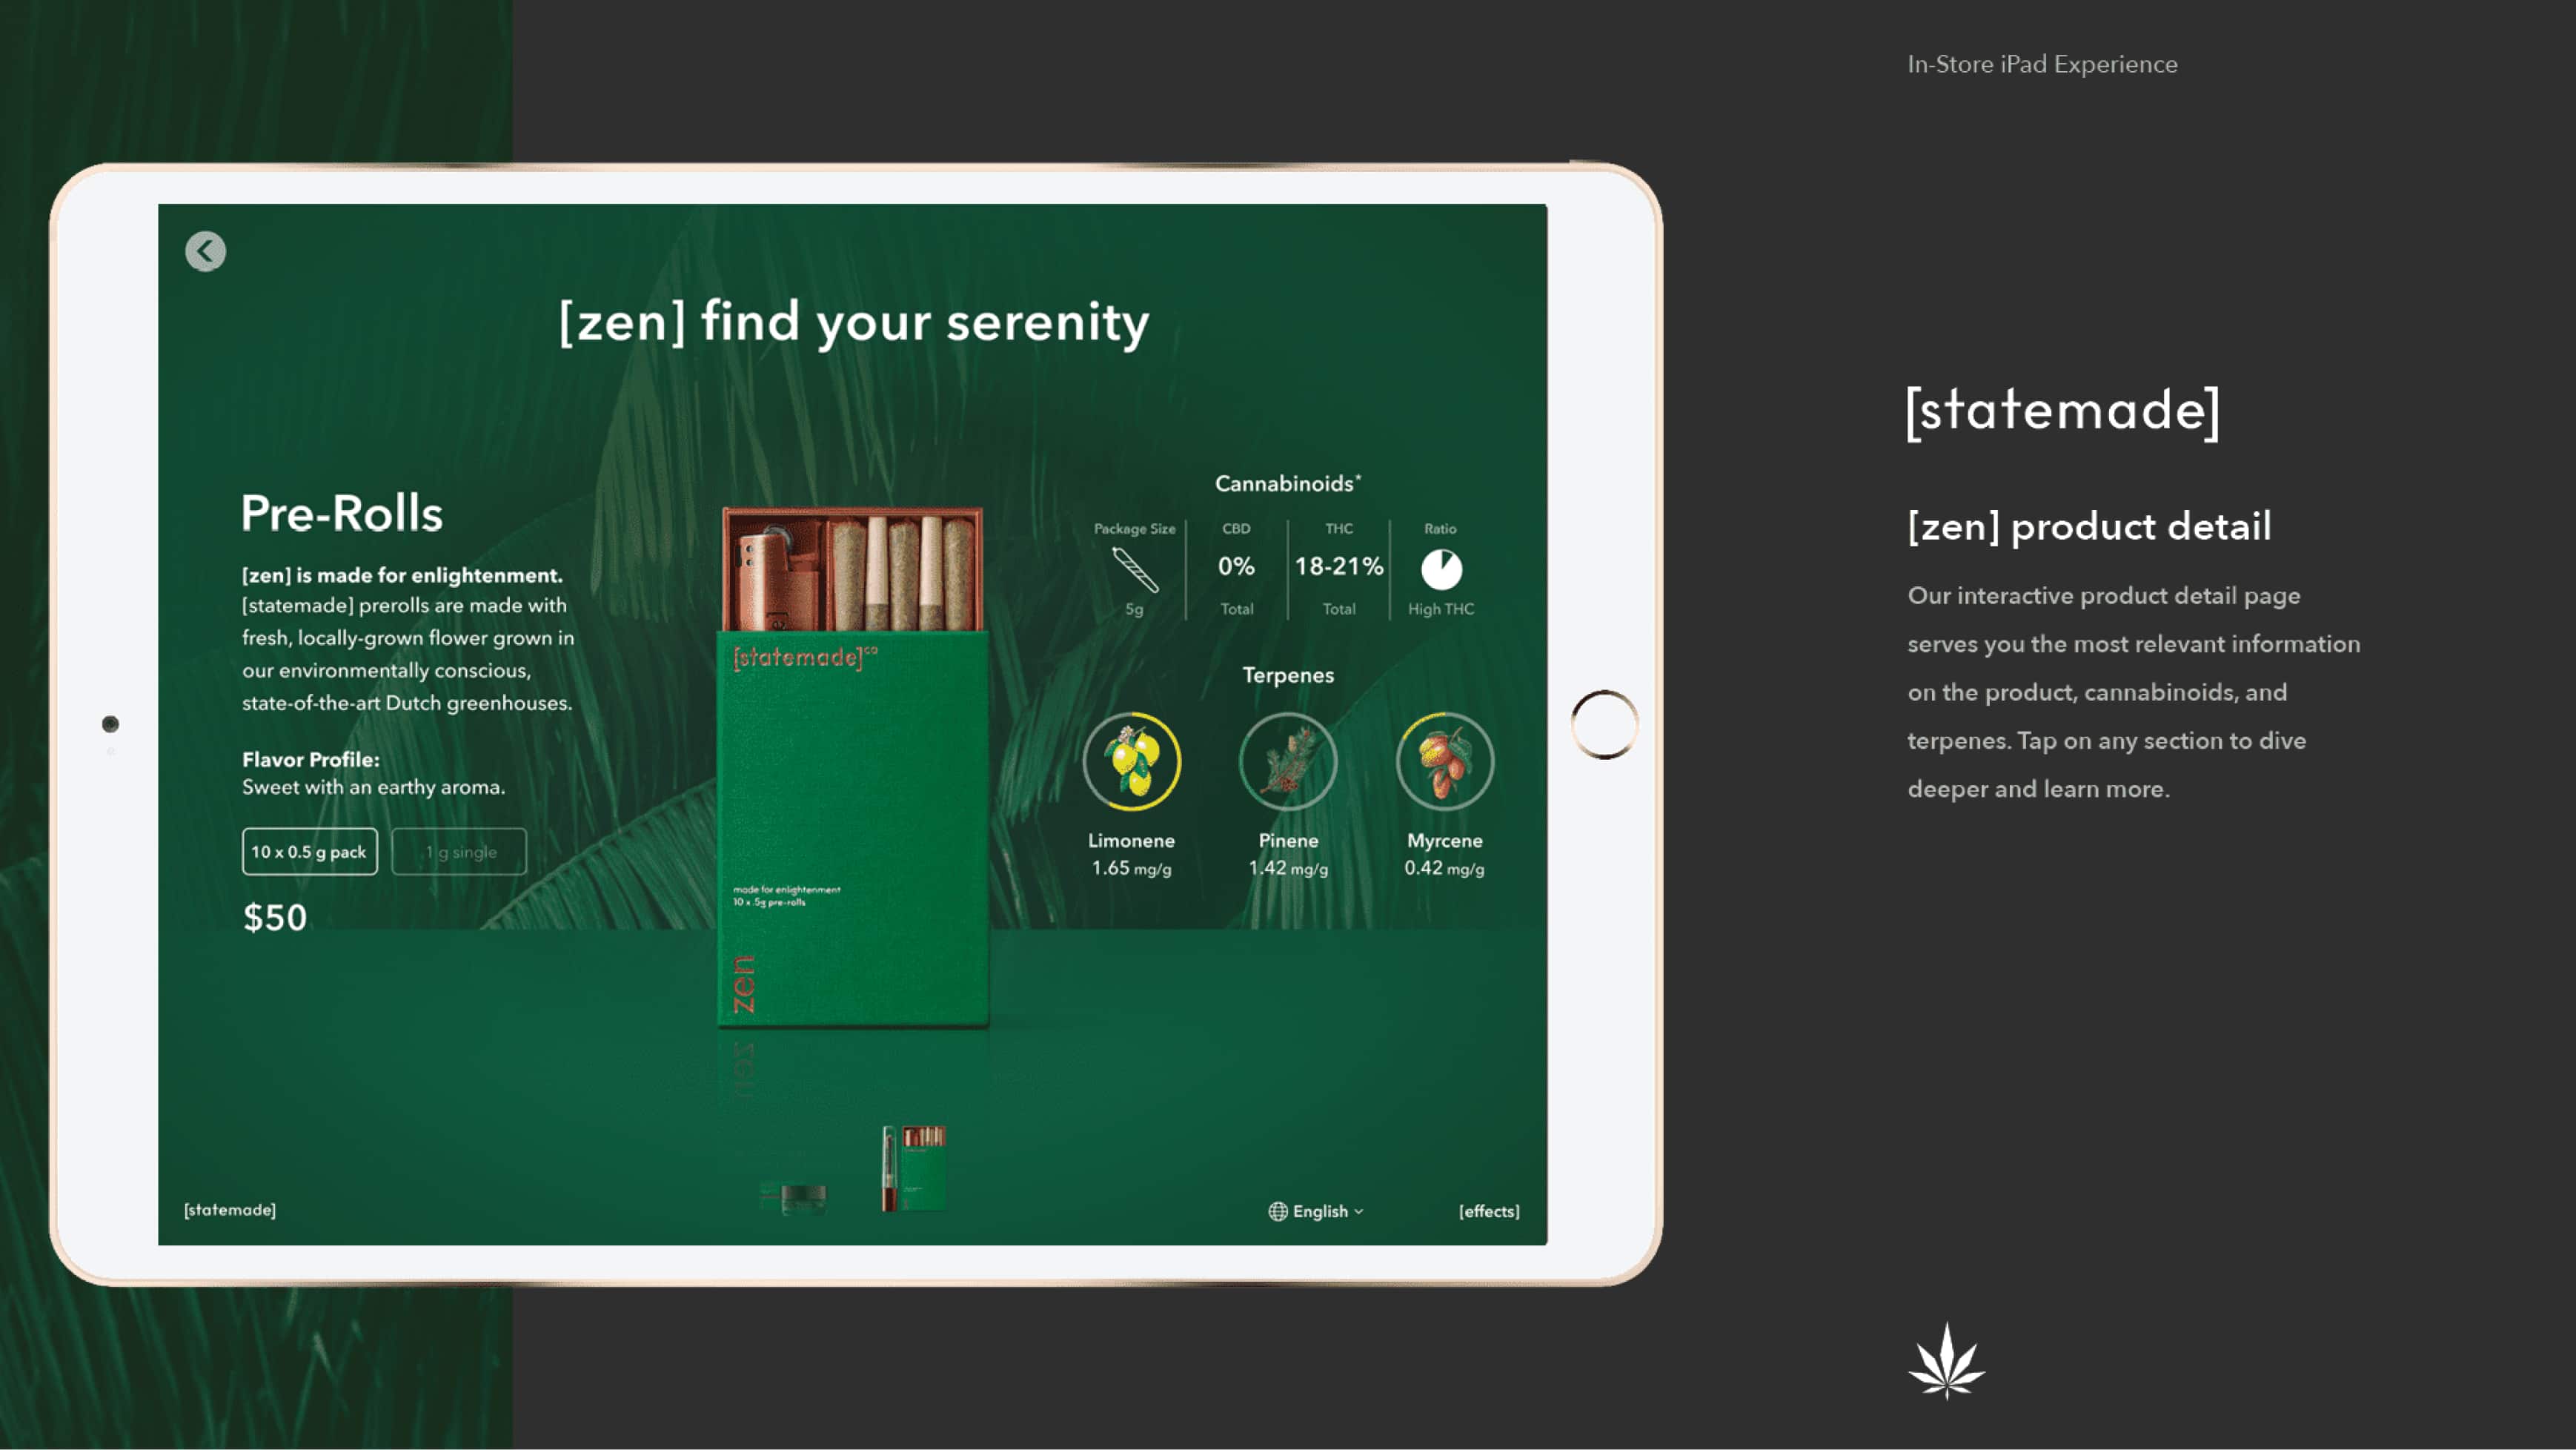 In-Store iPad Experience
[zen] find your serenity
Pre-Rolls
[zen] is made for enlightenment.
[statemade] prerolls are made with
fresh, locally-grown flower grown in
our environmentally conscious,
state-of-the-art Dutch greenhouses.
Flavor Profile:
Sweet with an earthy aroma.
10 x 0.5 g pack
1 g single
$50
[statemade]co
made for enlightenment
10 x .5g pre-rolls
zen
Cannabinoids*
Package Size
5g
CBD
0%
Total
THC
18-21%
Total
Ratio
High THC
Terpenes
Limonene
1.65 mg/g
Pinene
1.42 mg/g
Myrcene
0.42 mg/g
[statemade]
English
[effects]
[statemade]
[zen] product detail
Our interactive product detail page
serves you the most relevant information
on the product, cannabinoids, and
terpenes. Tap on any section to dive
deeper and learn more.